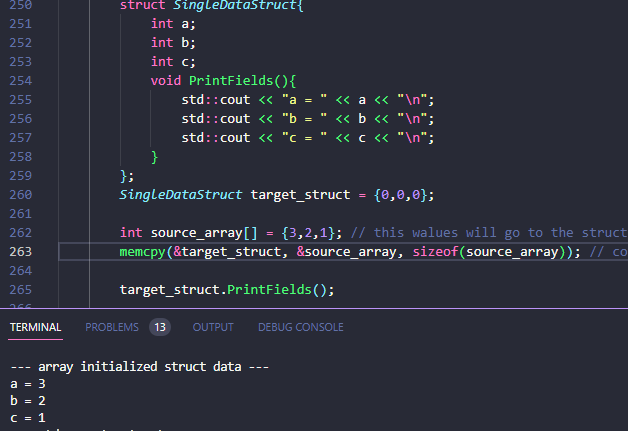 250 struct SingleDataStruct{
251 int a;
252 int b;
253 int c;
254 void PrintFields(){
255 std::cout << "a = " << a << "\n";
256 std::cout << "b = " << b << "\n";
257 std::cout << "c = " << c << "\n";
258 }
259 };
260 SingleDataStruct target_struct = {0,0,0};
261
262 int source_array[] = {3,2,1}; // this walues will go to the struct
263 memcpy(&target_struct, &source_array, sizeof(source_array)); // co
264
265 target_struct.PrintFields();
266
TERMINAL PROBLEMS 13 OUTPUT DEBUG CONSOLE
--- array initialized struct data ---
a = 3
b = 2
c = 1